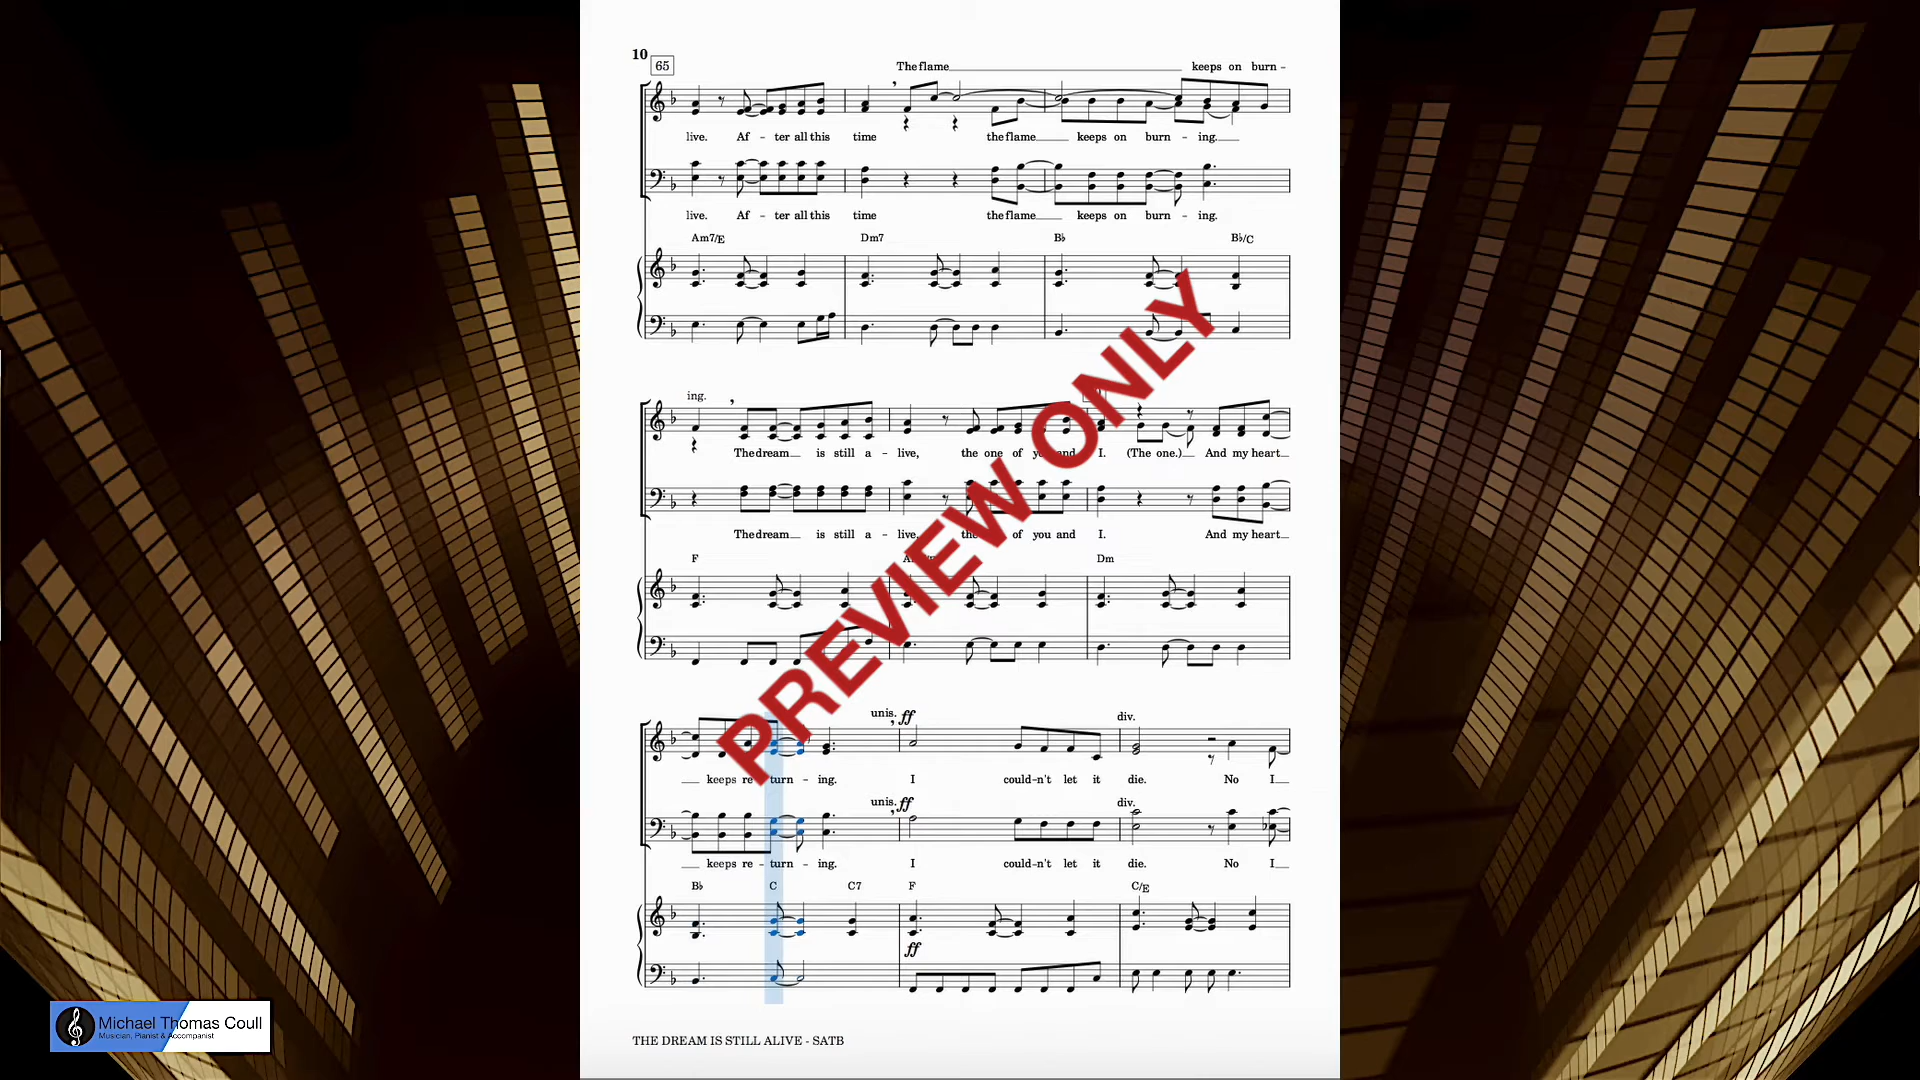 10
65
The flame keeps on burn -
live. Af - ter all this time the flame keeps on burn - ing.
live. Af - ter all this time the flame keeps on burn - ing.
Am7/E Dm7 B♭ B♭/C
ing.
The dream is still a - live, the one of you and I. (The one.) And my heart
The dream is still a - live, the of you and I. And my heart
F Dm
unis. ff div.
keeps re turn - ing. I could-n't let it die. No I
unis. ff div.
keeps re - turn - ing. I could-n't let it die. No I
B♭ C C7 F C/E
ff
THE DREAM IS STILL ALIVE - SATB
PREVIEW ONLY
Michael Thomas Coull
Musician, Pianist & Accompanist